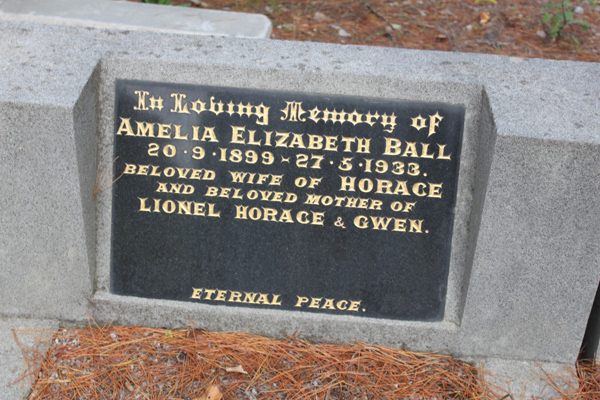 In Loving Memory of
AMELIA ELIZABETH BALL
20·9·1899 - 27·5·1933.
BELOVED WIFE OF HORACE
AND BELOVED MOTHER OF
LIONEL HORACE & GWEN.
ETERNAL PEACE.